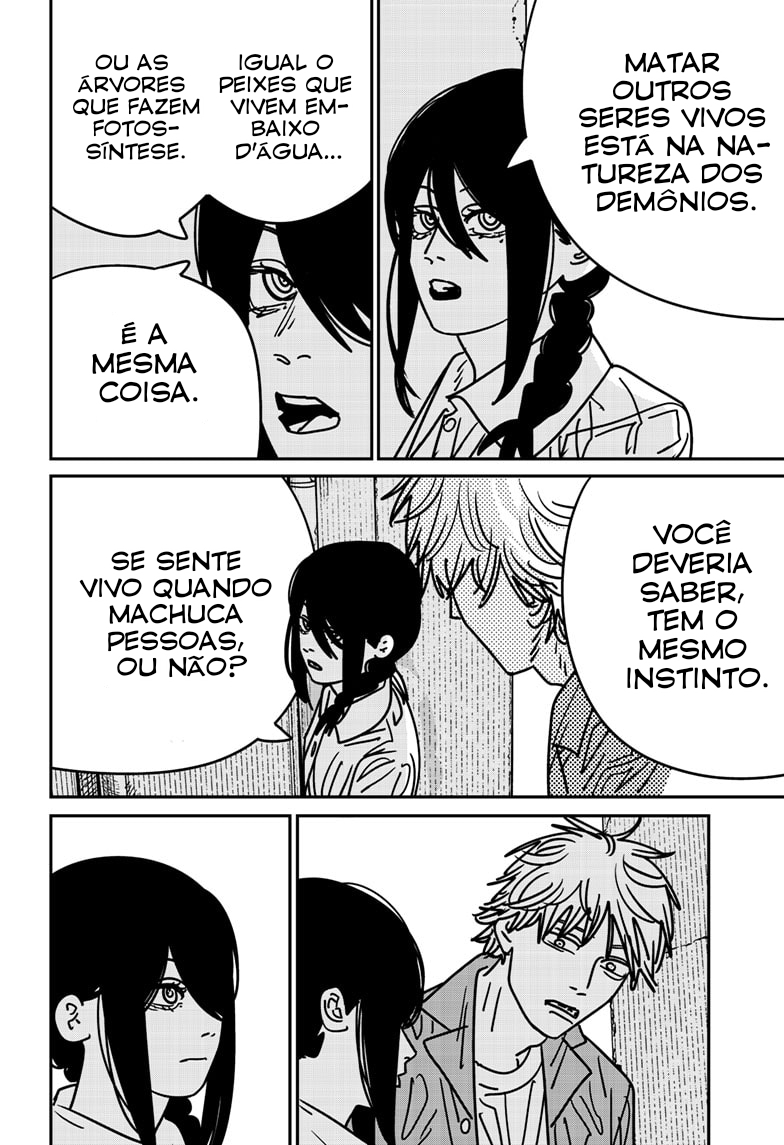 MATAR
OUTROS
SERES VIVOS
ESTÁ NA NA-
TUREZA DOS
DEMÔNIOS.
IGUAL O
PEIXES QUE
VIVEM EM-
BAIXO
D'ÁGUA...
OU AS
ÁRVORES
QUE FAZEM
FOTOS-
SÍNTESE.
É A
MESMA
COISA.
VOCÊ
DEVERIA
SABER,
TEM O
MESMO
INSTINTO.
SE SENTE
VIVO QUANDO
MACHUCA
PESSOAS,
OU NÃO?